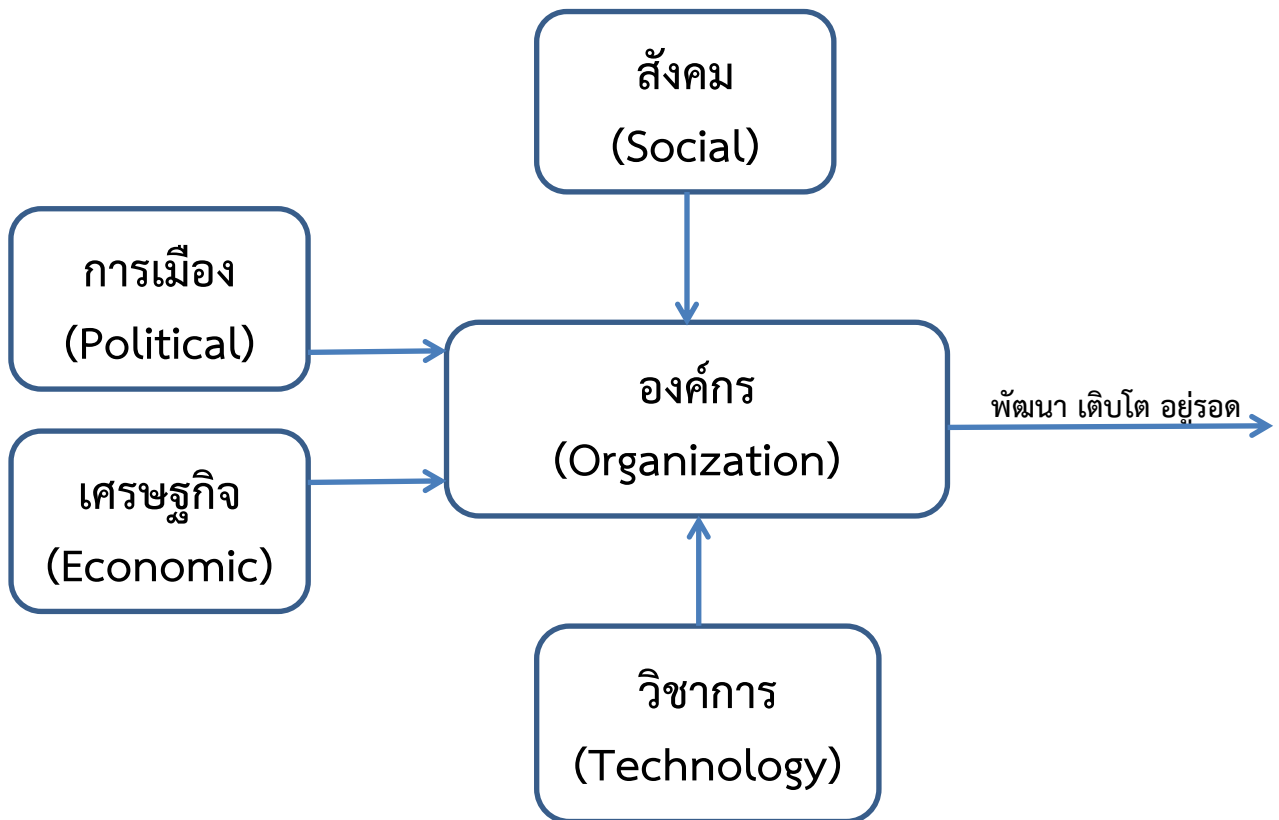 สังคม
(Social)
การเมือง
(Political)
องค์กร
(Organization)
พัฒนา เติบโต อยู่รอด
เศรษฐกิจ
(Economic)
วิชาการ
(Technology)